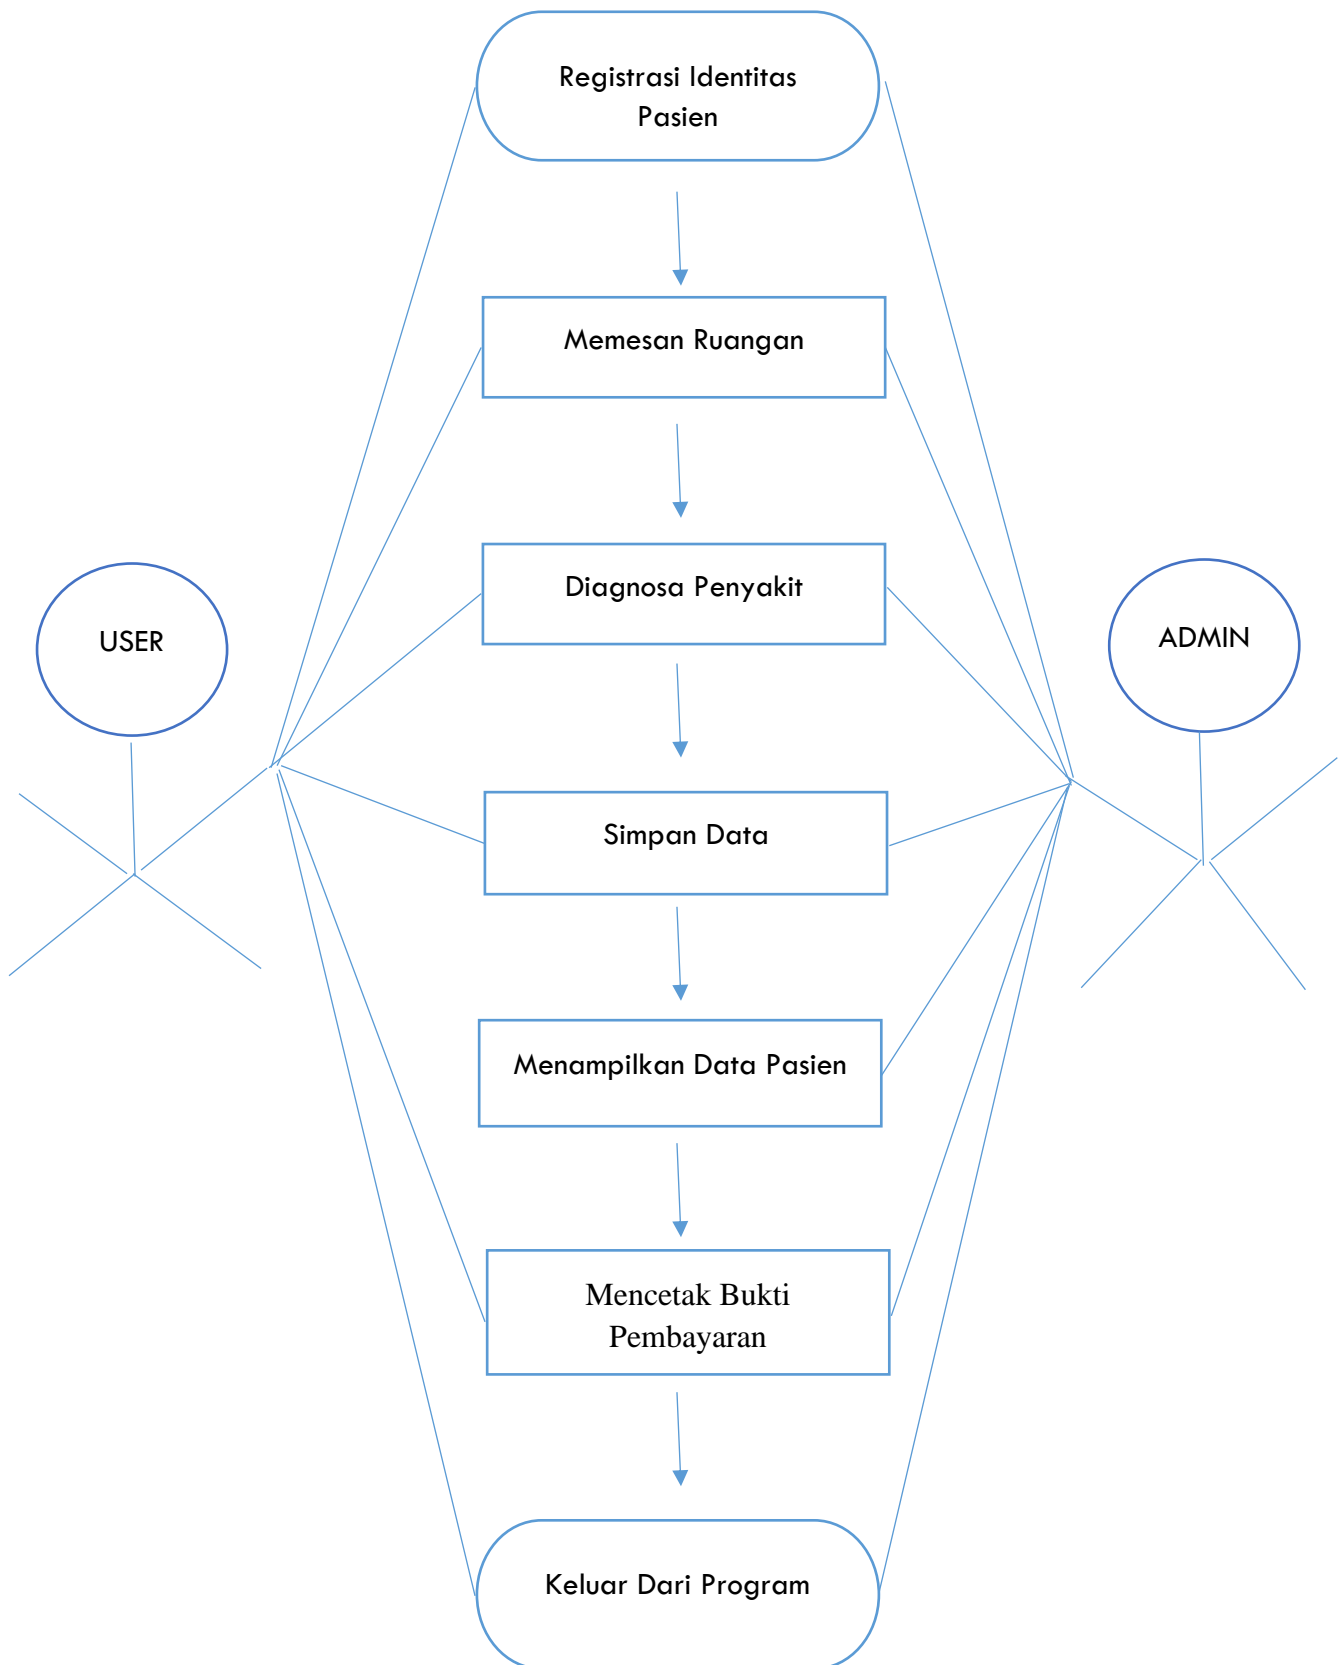 Registrasi Identitas
Pasien
Memesan Ruangan
Diagnosa Penyakit
USER
ADMIN
Simpan Data
Menampilkan Data Pasien
Mencetak Bukti
Pembayaran
Keluar Dari Program